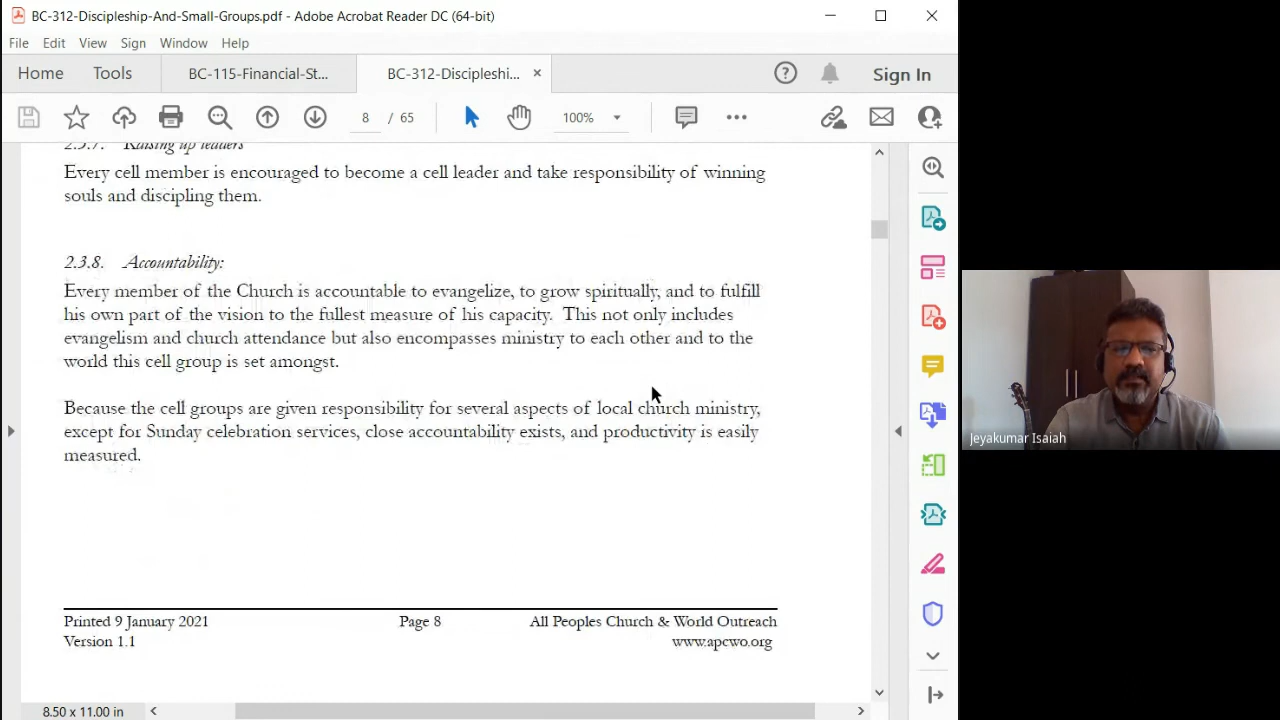 BC-312-Discipleship-And-Small-Groups.pdf - Adobe Acrobat Reader DC (64-bit)
File Edit View Sign Window Help
Home Tools BC-115-Financial-St... BC-312-Discipleshi... Sign In
8 / 65 100%
2.3.7. Raising up leaders
Every cell member is encouraged to become a cell leader and take responsibility of winning
souls and discipling them.
2.3.8. Accountability:
Every member of the Church is accountable to evangelize, to grow spiritually, and to fulfill
his own part of the vision to the fullest measure of his capacity. This not only includes
evangelism and church attendance but also encompasses ministry to each other and to the
world this cell group is set amongst.
Because the cell groups are given responsibility for several aspects of local church ministry,
except for Sunday celebration services, close accountability exists, and productivity is easily
measured.
Printed 9 January 2021 Page 8 All Peoples Church & World Outreach
Version 1.1 www.apcwo.org
8.50 x 11.00 in
Jeyakumar Isaiah